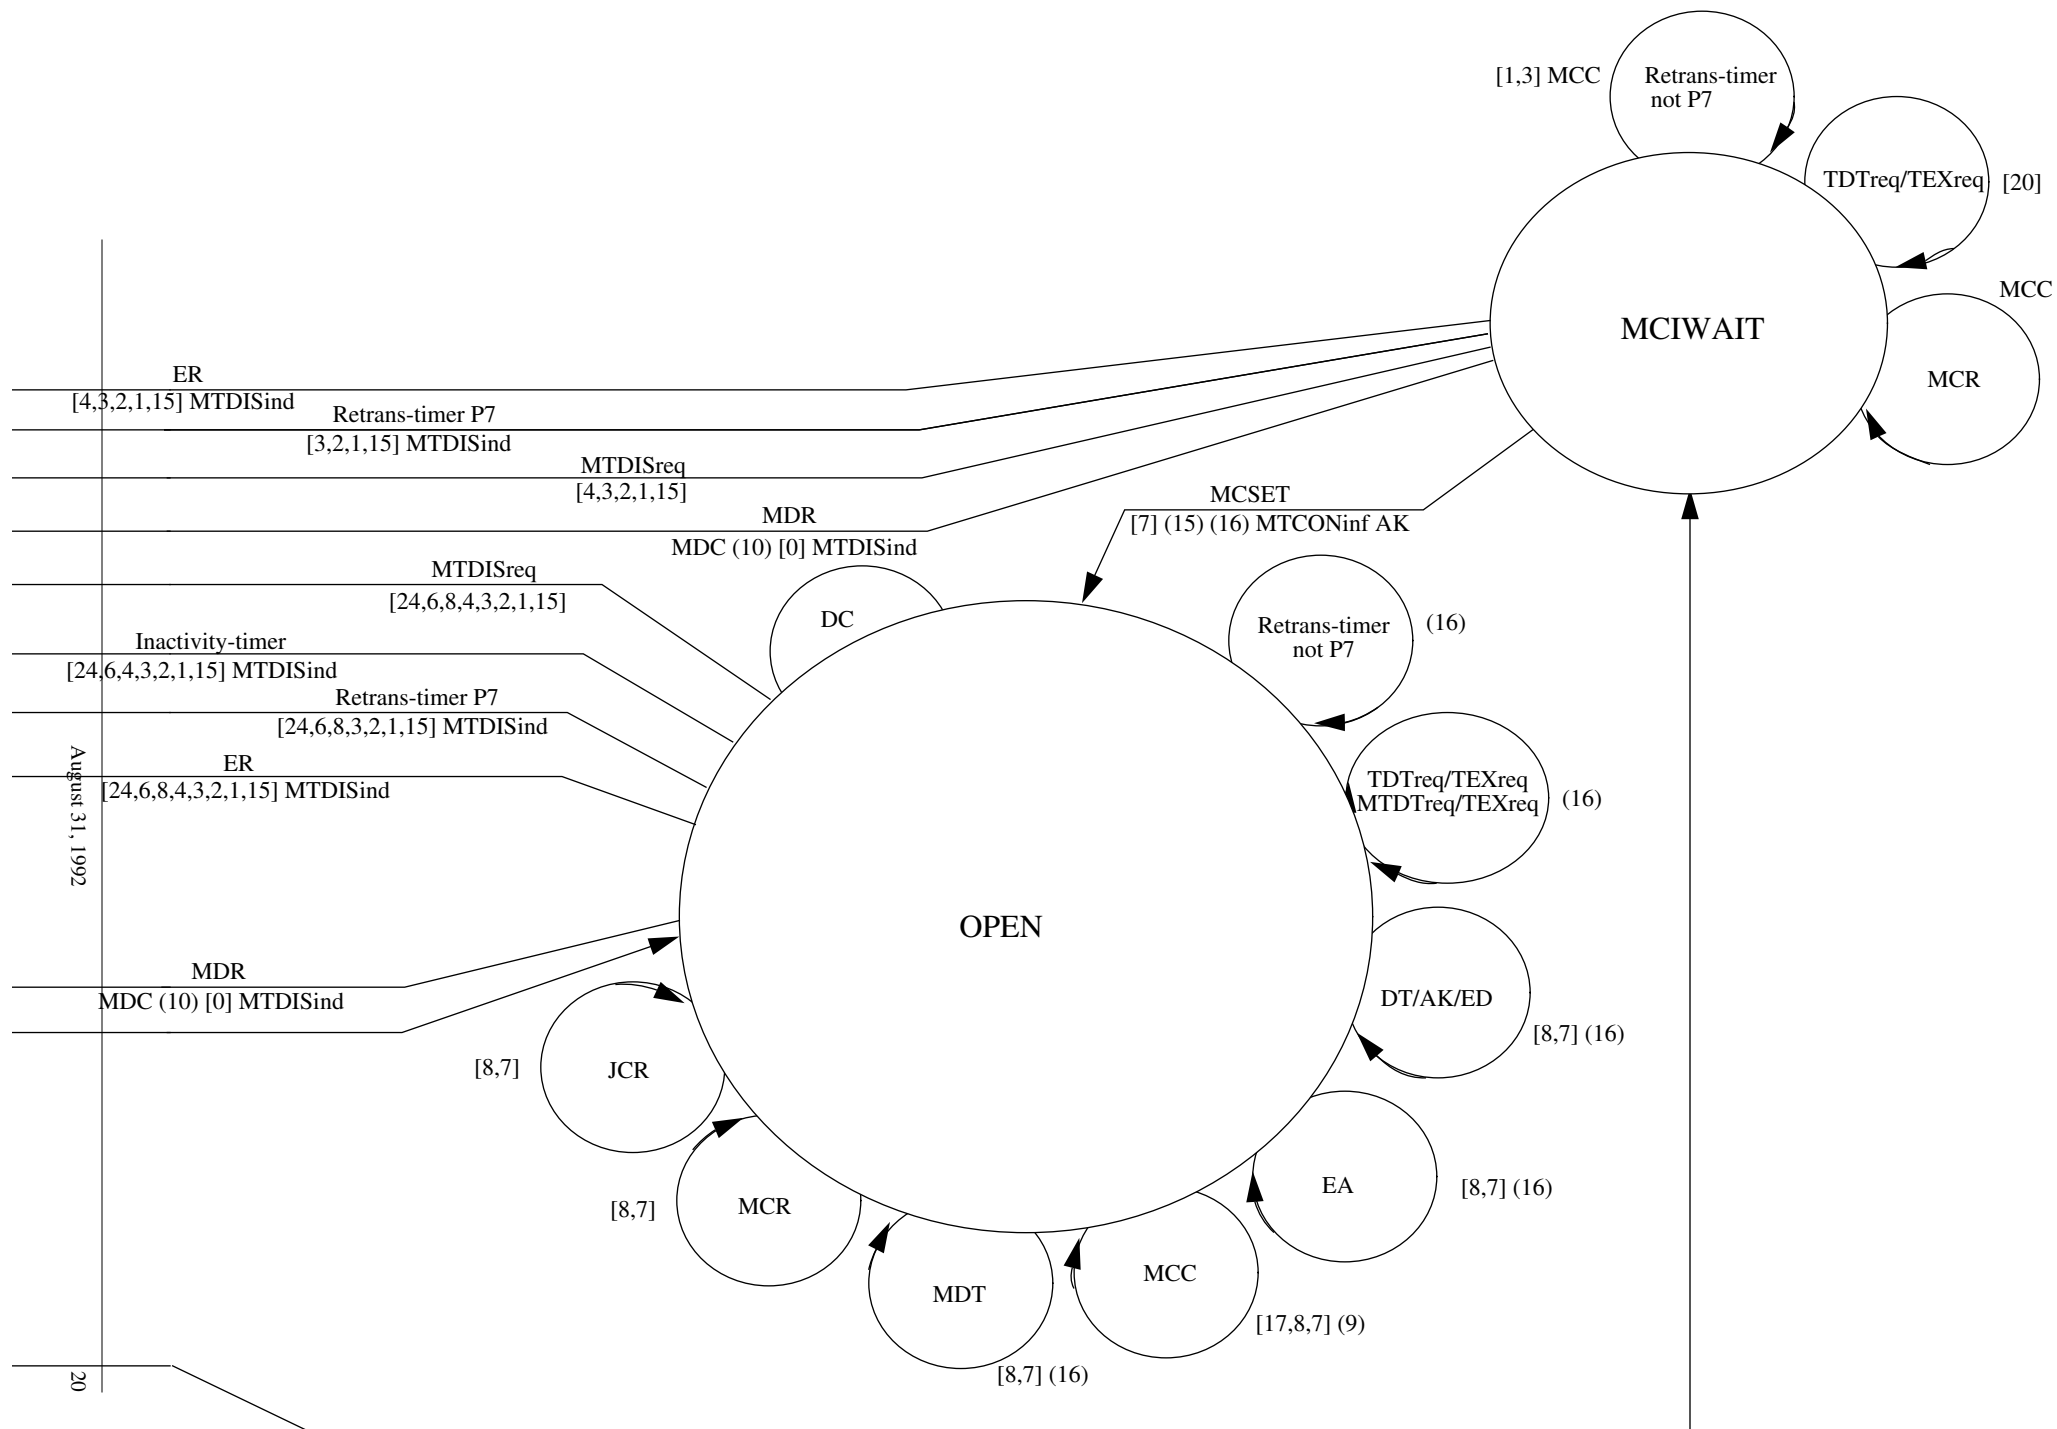 [1,3] MCC
Retrans-timer
not P7
TDTreq/TEXreq
[20]
MCC
MCIWAIT
MCR
ER
[4,3,2,1,15] MTDISind
Retrans-timer P7
[3,2,1,15] MTDISind
MTDISreq
[4,3,2,1,15]
MDR
MDC (10) [0] MTDISind
MCSET
[7] (15) (16) MTCONinf AK
MTDISreq
[24,6,8,4,3,2,1,15]
DC
Retrans-timer
not P7
(16)
Inactivity-timer
[24,6,4,3,2,1,15] MTDISind
Retrans-timer P7
[24,6,8,3,2,1,15] MTDISind
ER
[24,6,8,4,3,2,1,15] MTDISind
August 31, 1992
TDTreq/TEXreq
MTDTreq/TEXreq
(16)
OPEN
MDR
MDC (10) [0] MTDISind
DT/AK/ED
[8,7] (16)
[8,7]
JCR
[8,7]
MCR
EA
[8,7] (16)
MDT
[8,7] (16)
MCC
[17,8,7] (9)
20